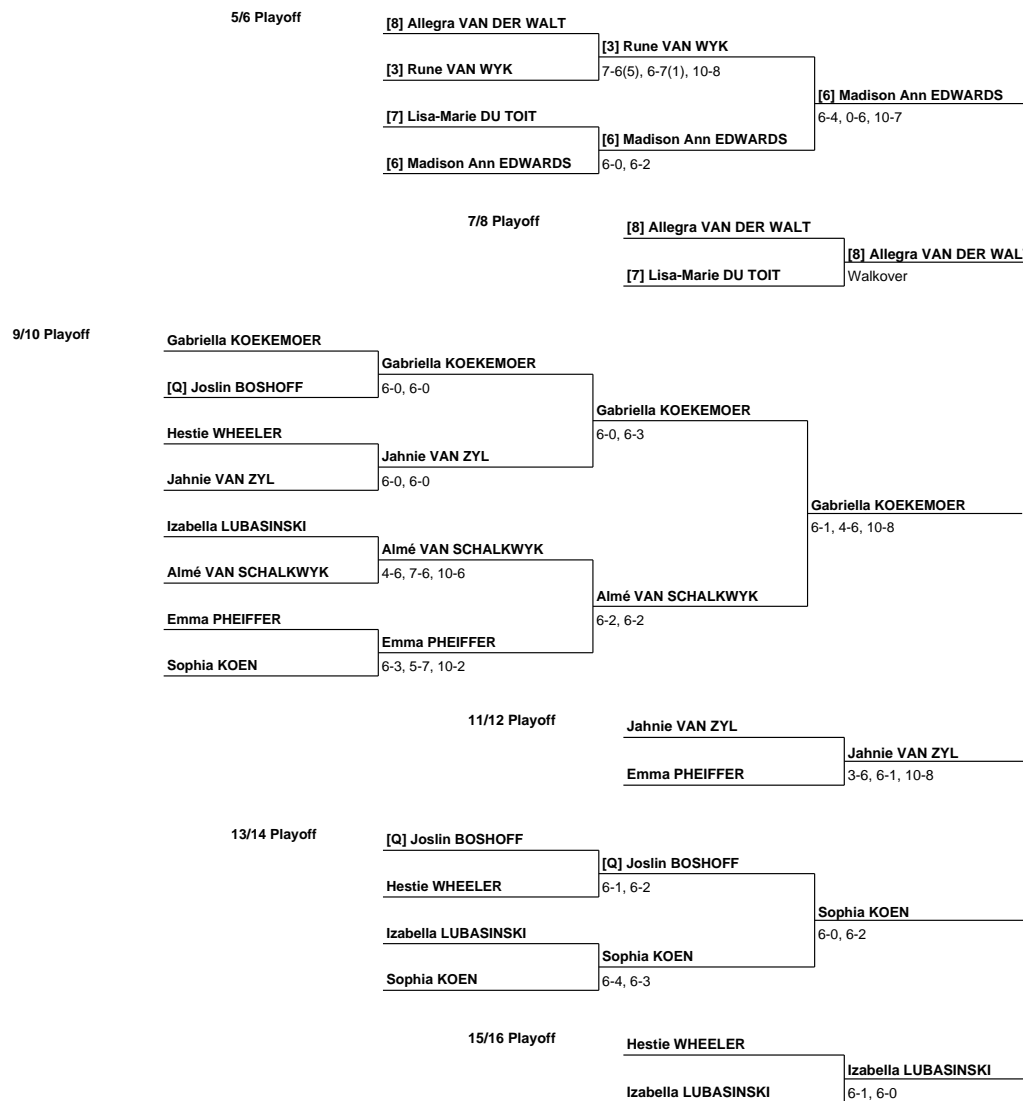 5/6 Playoff
[8] Allegra VAN DER WALT
[3] Rune VAN WYK
[3] Rune VAN WYK
7-6(5), 6-7(1), 10-8
[6] Madison Ann EDWARDS
6-4, 0-6, 10-7
[7] Lisa-Marie DU TOIT
[6] Madison Ann EDWARDS
[6] Madison Ann EDWARDS
6-0, 6-2
7/8 Playoff
[8] Allegra VAN DER WALT
[8] Allegra VAN DER WAL
[7] Lisa-Marie DU TOIT
Walkover
9/10 Playoff
Gabriella KOEKEMOER
Gabriella KOEKEMOER
[Q] Joslin BOSHOFF
6-0, 6-0
Gabriella KOEKEMOER
6-0, 6-3
Hestie WHEELER
Jahnie VAN ZYL
Jahnie VAN ZYL
6-0, 6-0
Gabriella KOEKEMOER
6-1, 4-6, 10-8
Izabella LUBASINSKI
Almé VAN SCHALKWYK
Almé VAN SCHALKWYK
4-6, 7-6, 10-6
Almé VAN SCHALKWYK
6-2, 6-2
Emma PHEIFFER
Emma PHEIFFER
Sophia KOEN
6-3, 5-7, 10-2
11/12 Playoff
Jahnie VAN ZYL
Jahnie VAN ZYL
Emma PHEIFFER
3-6, 6-1, 10-8
13/14 Playoff
[Q] Joslin BOSHOFF
[Q] Joslin BOSHOFF
Hestie WHEELER
6-1, 6-2
Sophia KOEN
6-0, 6-2
Izabella LUBASINSKI
Sophia KOEN
Sophia KOEN
6-4, 6-3
15/16 Playoff
Hestie WHEELER
Izabella LUBASINSKI
Izabella LUBASINSKI
6-1, 6-0